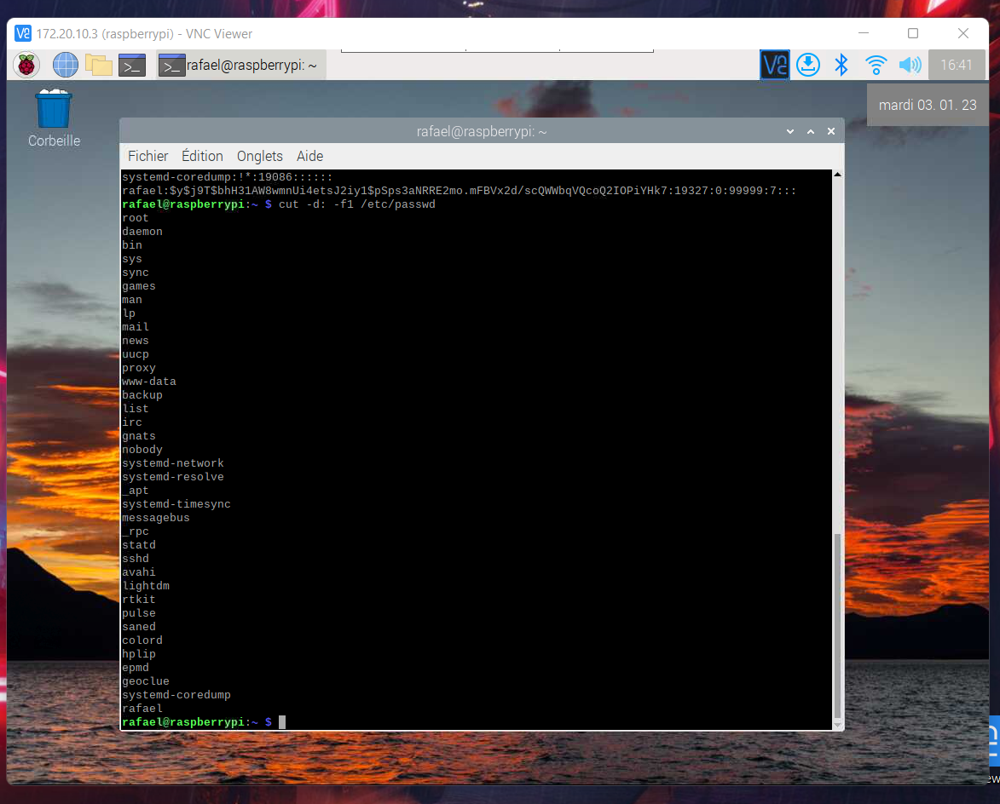 172.20.10.3 (raspberrypi) - VNC Viewer
rafael@raspberrypi: ~
16:41
mardi 03. 01. 23
Corbeille
rafael@raspberrypi: ~
Fichier Édition Onglets Aide
systemd-coredump:!*:19086::::::
rafael:$y$j9T$bhH31AW8wmnUi4etsJ2iy1$pSps3aNRRE2mo.mFBVx2d/scQWWbqVQcoQ2IOPiYHk7:19327:0:99999:7:::
rafael@raspberrypi:~ $ cut -d: -f1 /etc/passwd
root
daemon
bin
sys
sync
games
man
lp
mail
news
uucp
proxy
www-data
backup
list
irc
gnats
nobody
systemd-network
systemd-resolve
_apt
systemd-timesync
messagebus
_rpc
statd
sshd
avahi
lightdm
rtkit
pulse
saned
colord
hplip
epmd
geoclue
systemd-coredump
rafael
rafael@raspberrypi:~ $